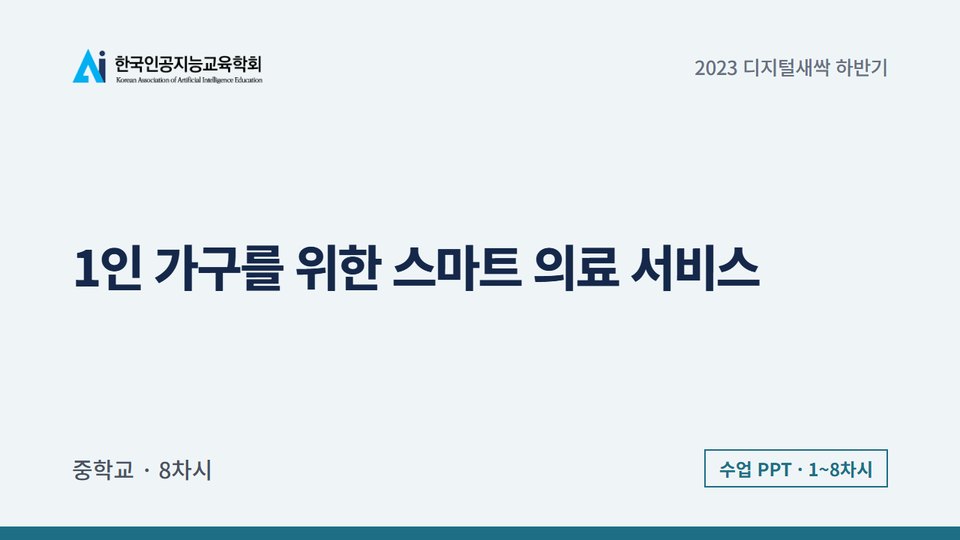 Ai 한국인공지능교육학회
Korean Association of Artificial Intelligence Education
2023 디지털새싹 하반기
1인 가구를 위한 스마트 의료 서비스
중학교 · 8차시
수업 PPT · 1~8차시